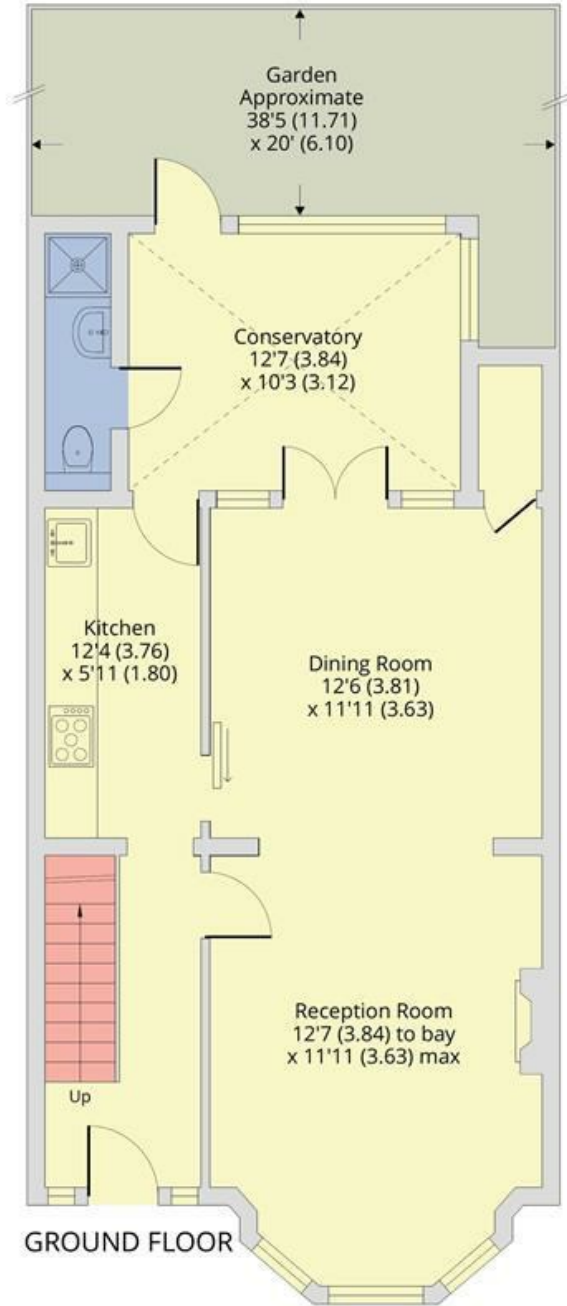 Garden
Approximate
38'5 (11.71)
x 20' (6.10)
Conservatory
12'7 (3.84)
x 10'3 (3.12)
Kitchen
12'4 (3.76)
x 5'11 (1.80)
Dining Room
12'6 (3.81)
x 11'11 (3.63)
Reception Room
12'7 (3.84) to bay
x 11'11 (3.63) max
Up
GROUND FLOOR